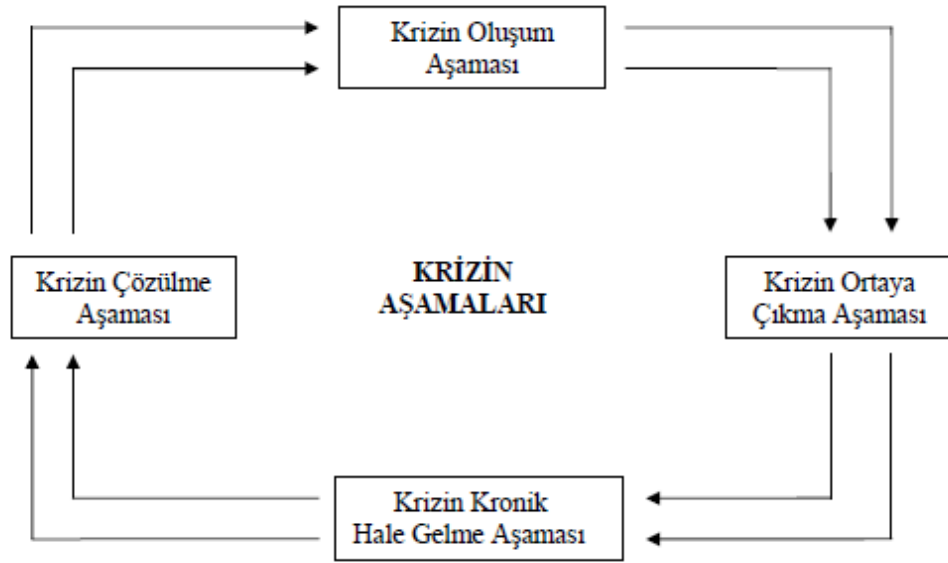 Krizin Oluşum
Aşaması
Krizin Çözülme
Aşaması
KRİZİN
AŞAMALARI
Krizin Ortaya
Çıkma Aşaması
Krizin Kronik
Hale Gelme Aşaması